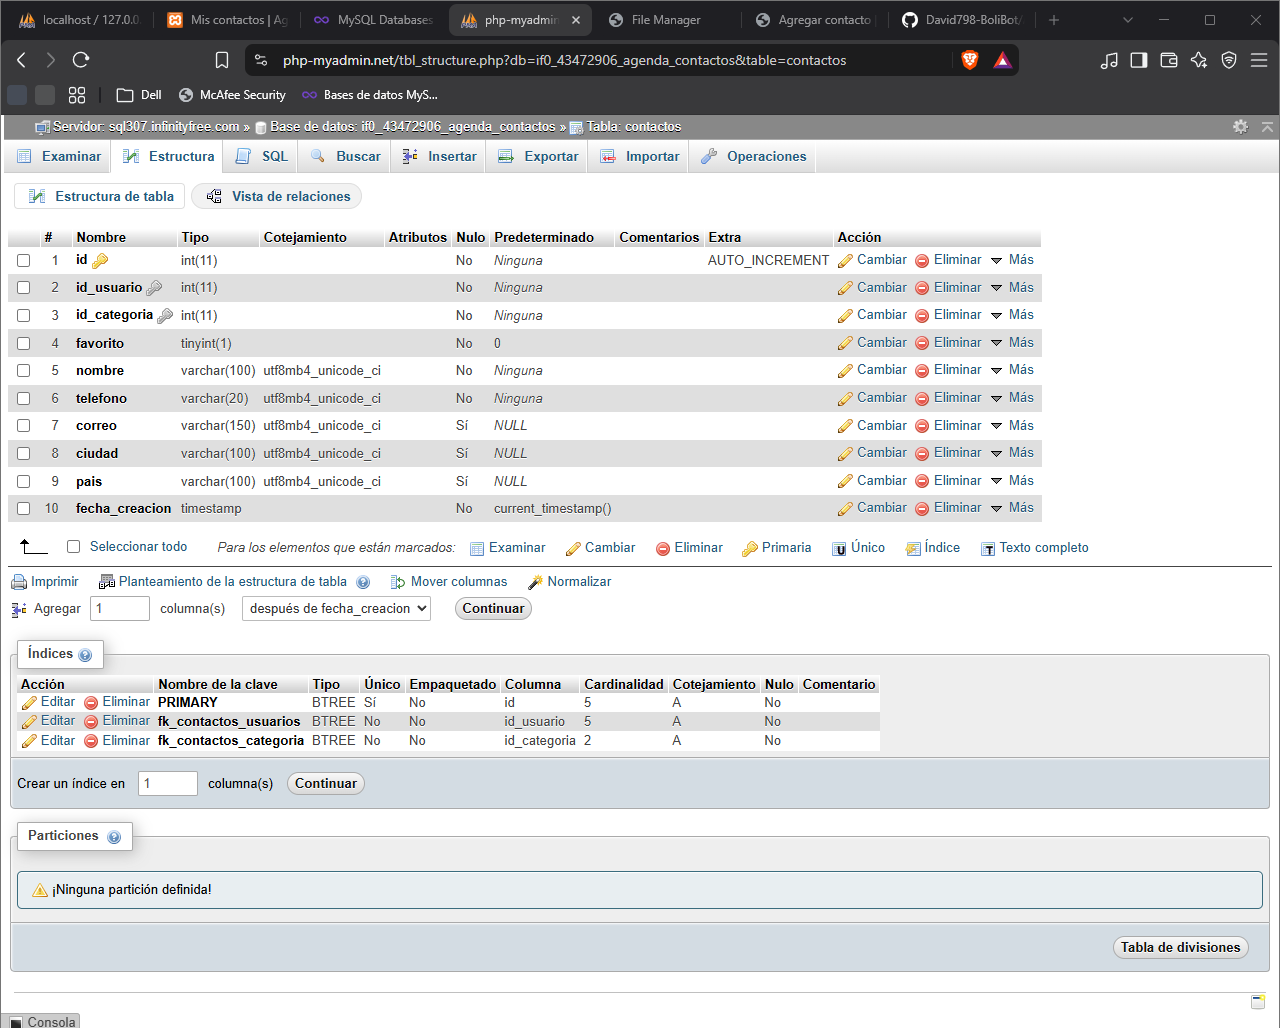 localhost / 127.0.0. Mis contactos | Ag MySQL Databases php-myadmin File Manager Agregar contacto David798-BoliBot/
php-myadmin.net/tbl_structure.php?db=if0_43472906_agenda_contactos&table=contactos
Dell McAfee Security Bases de datos MyS...
Servidor: sql307.infinityfree.com » Base de datos: if0_43472906_agenda_contactos » Tabla: contactos
Examinar Estructura SQL Buscar Insertar Exportar Importar Operaciones
Estructura de tabla Vista de relaciones
# Nombre Tipo Cotejamiento Atributos Nulo Predeterminado Comentarios Extra Acción
1 id int(11) No Ninguna AUTO_INCREMENT Cambiar Eliminar Más
2 id_usuario int(11) No Ninguna Cambiar Eliminar Más
3 id_categoria int(11) No Ninguna Cambiar Eliminar Más
4 favorito tinyint(1) No 0 Cambiar Eliminar Más
5 nombre varchar(100) utf8mb4_unicode_ci No Ninguna Cambiar Eliminar Más
6 telefono varchar(20) utf8mb4_unicode_ci No Ninguna Cambiar Eliminar Más
7 correo varchar(150) utf8mb4_unicode_ci Sí NULL Cambiar Eliminar Más
8 ciudad varchar(100) utf8mb4_unicode_ci Sí NULL Cambiar Eliminar Más
9 pais varchar(100) utf8mb4_unicode_ci Sí NULL Cambiar Eliminar Más
10 fecha_creacion timestamp No current_timestamp() Cambiar Eliminar Más
Seleccionar todo Para los elementos que están marcados: Examinar Cambiar Eliminar Primaria Único Índice Texto completo
Imprimir Planteamiento de la estructura de tabla Mover columnas Normalizar
Agregar 1 columna(s) después de fecha_creacion Continuar
Índices
Acción Nombre de la clave Tipo Único Empaquetado Columna Cardinalidad Cotejamiento Nulo Comentario
Editar Eliminar PRIMARY BTREE Sí No id 5 A No
Editar Eliminar fk_contactos_usuarios BTREE No No id_usuario 5 A No
Editar Eliminar fk_contactos_categoria BTREE No No id_categoria 2 A No
Crear un índice en 1 columna(s) Continuar
Particiones
¡Ninguna partición definida!
Tabla de divisiones
Consola